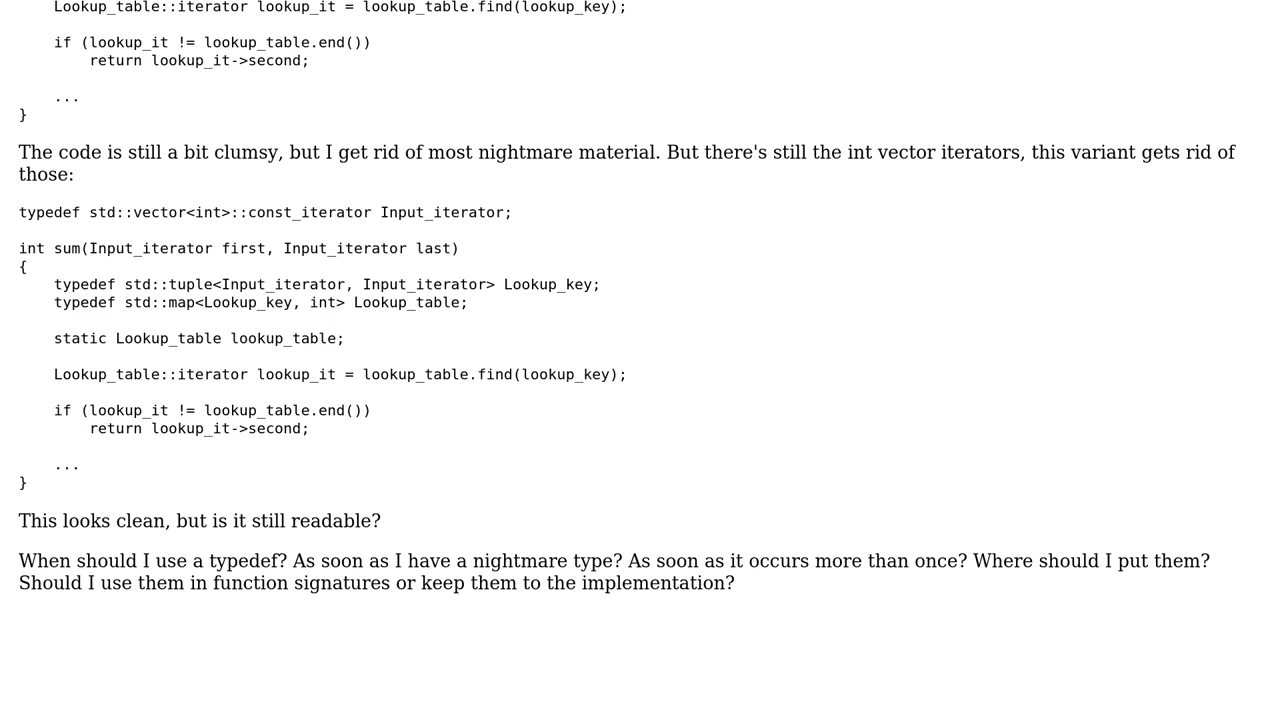 Lookup_table::iterator lookup_it = lookup_table.find(lookup_key);

    if (lookup_it != lookup_table.end())
        return lookup_it->second;

    ...
}
The code is still a bit clumsy, but I get rid of most nightmare material. But there's still the int vector iterators, this variant gets rid of
those:
typedef std::vector<int>::const_iterator Input_iterator;

int sum(Input_iterator first, Input_iterator last)
{
    typedef std::tuple<Input_iterator, Input_iterator> Lookup_key;
    typedef std::map<Lookup_key, int> Lookup_table;

    static Lookup_table lookup_table;

    Lookup_table::iterator lookup_it = lookup_table.find(lookup_key);

    if (lookup_it != lookup_table.end())
        return lookup_it->second;

    ...
}
This looks clean, but is it still readable?
When should I use a typedef? As soon as I have a nightmare type? As soon as it occurs more than once? Where should I put them?
Should I use them in function signatures or keep them to the implementation?